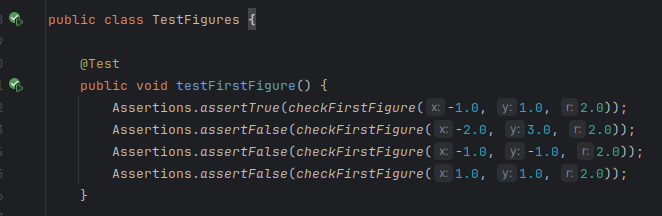 public class TestFigures {
@Test
public void testFirstFigure() {
Assertions.assertTrue(checkFirstFigure( x: -1.0, y: 1.0, r: 2.0));
Assertions.assertFalse(checkFirstFigure( x: -2.0, y: 3.0, r: 2.0));
Assertions.assertFalse(checkFirstFigure( x: -1.0, y: -1.0, r: 2.0));
Assertions.assertFalse(checkFirstFigure( x: 1.0, y: 1.0, r: 2.0));
}